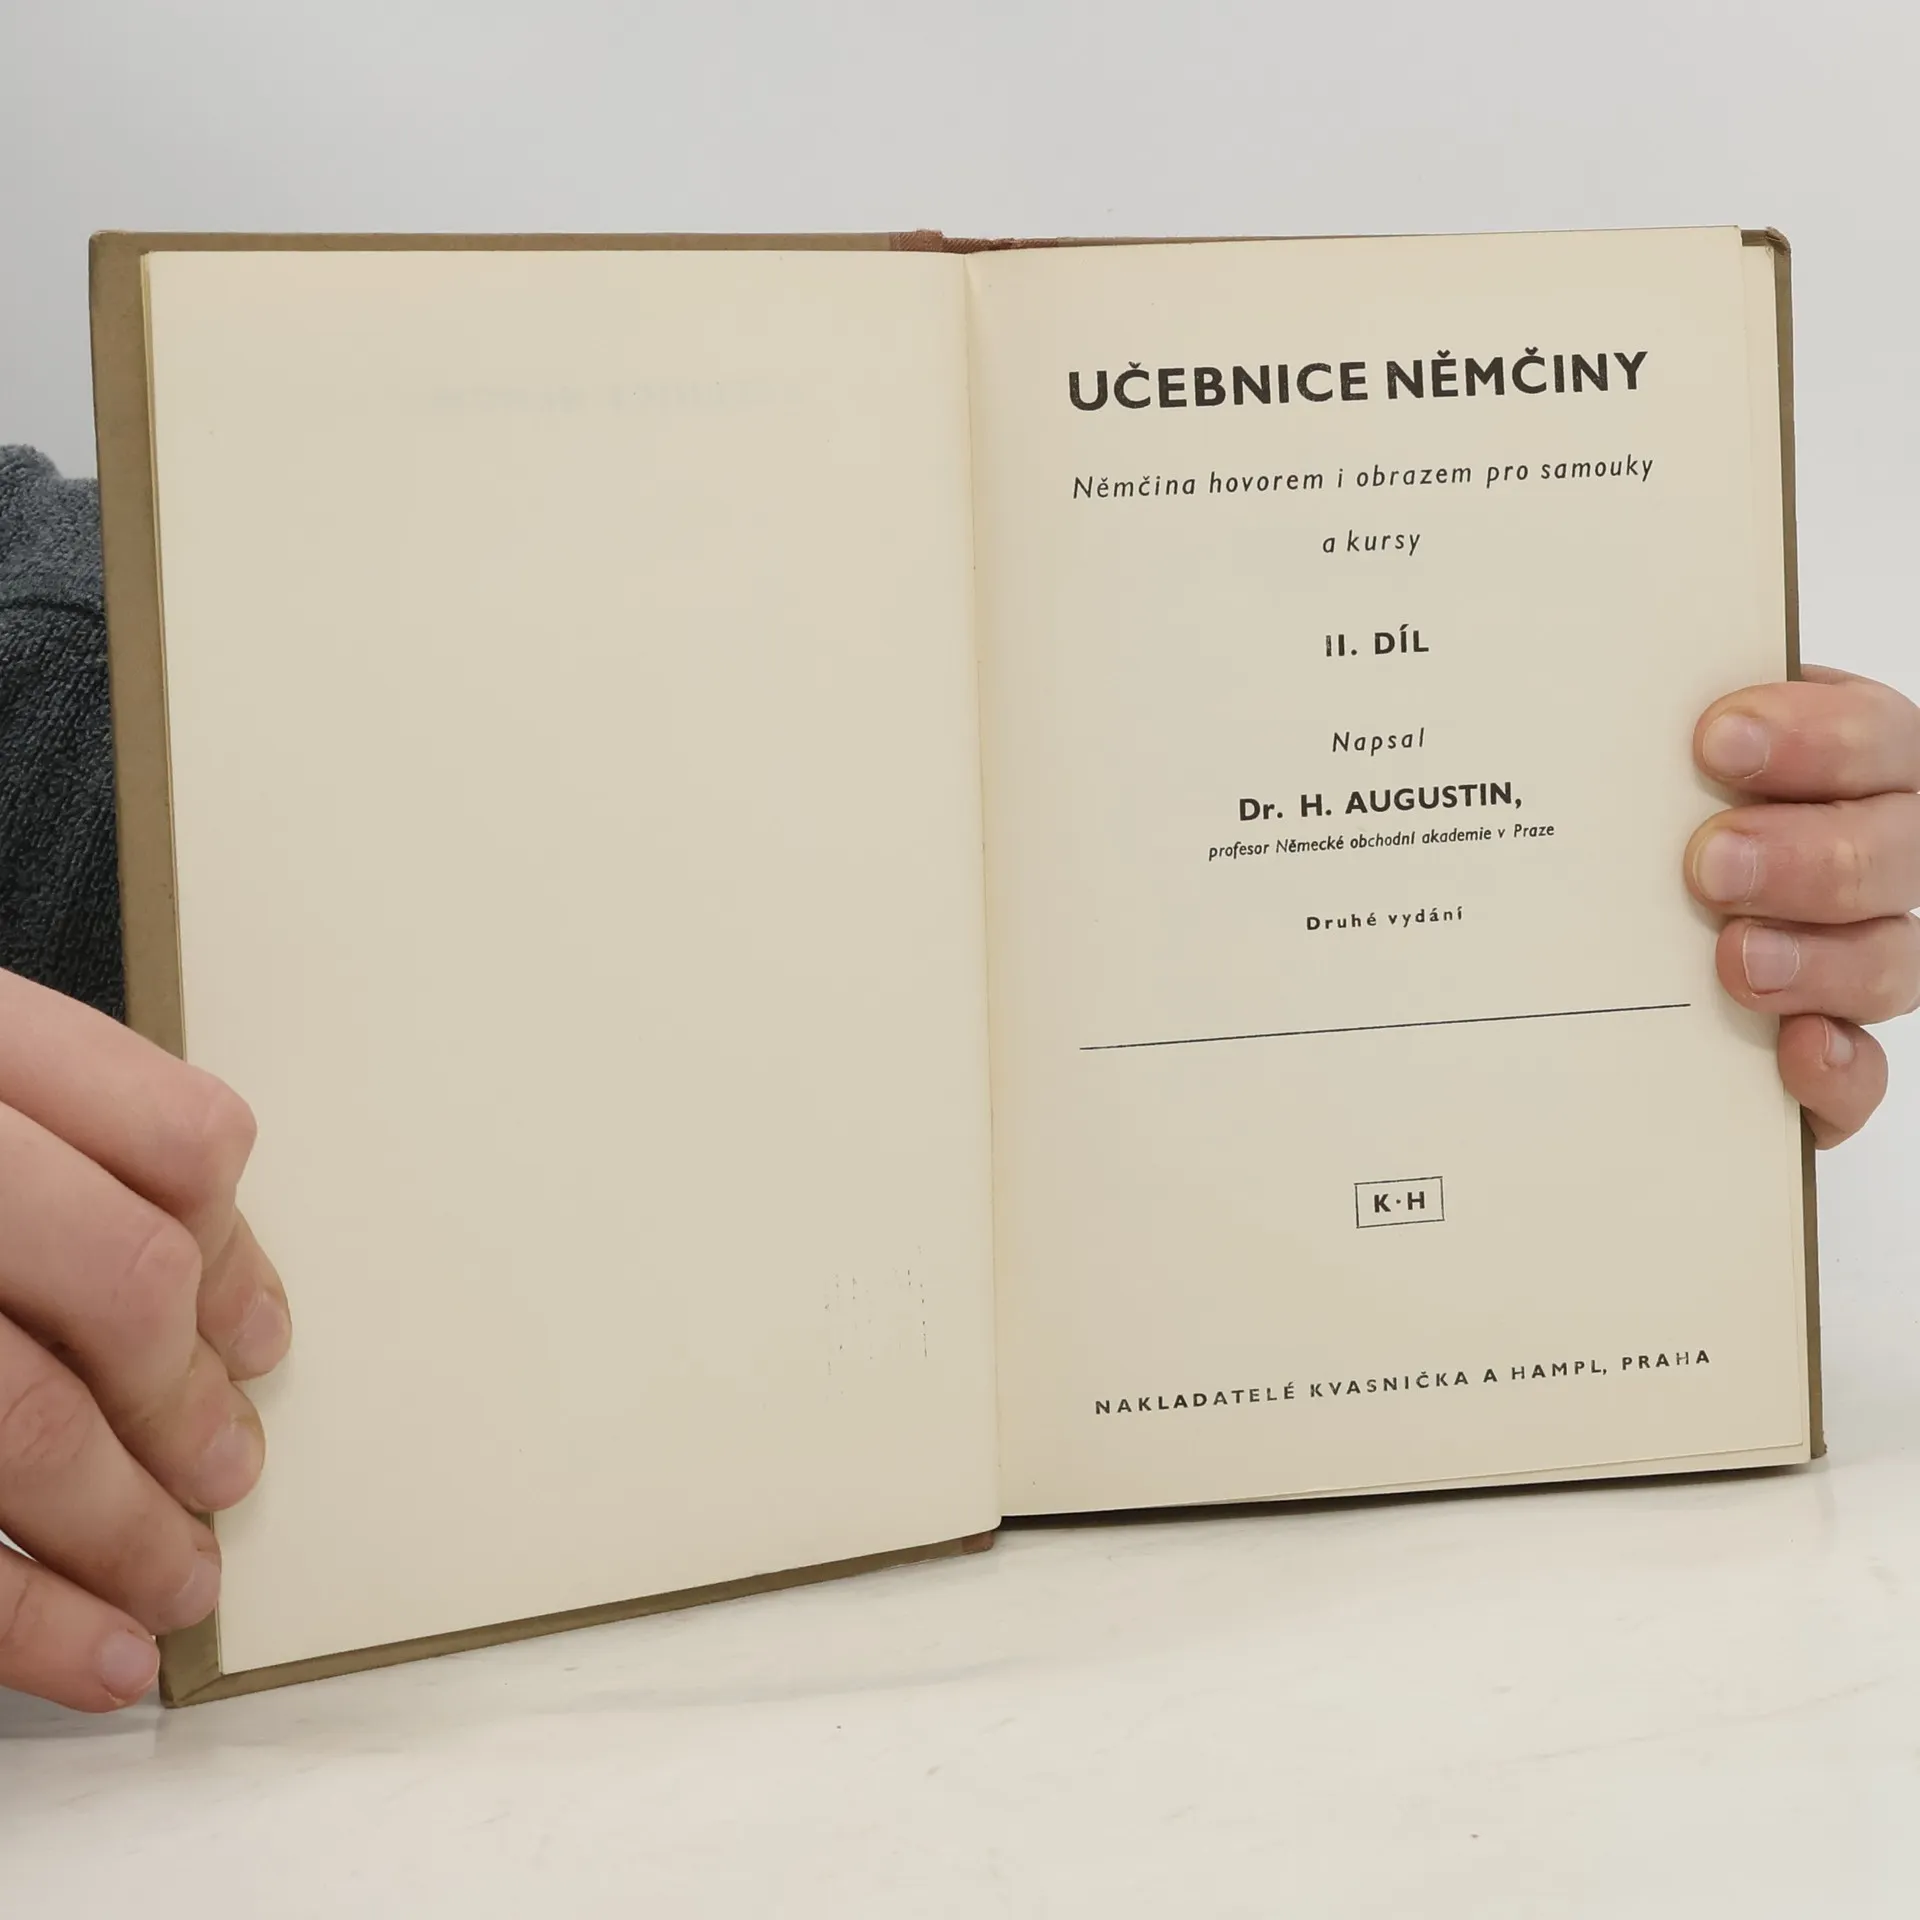 UČEBNICE NĚMČINY
Němčina hovorem i obrazem pro samouky
a kursy
II. DÍL
Napsal
Dr. H. AUGUSTIN,
profesor Německé obchodní akademie v Praze
Druhé vydání
K·H
NAKLADATELÉ KVASNIČKA A HAMPL, PRAHA